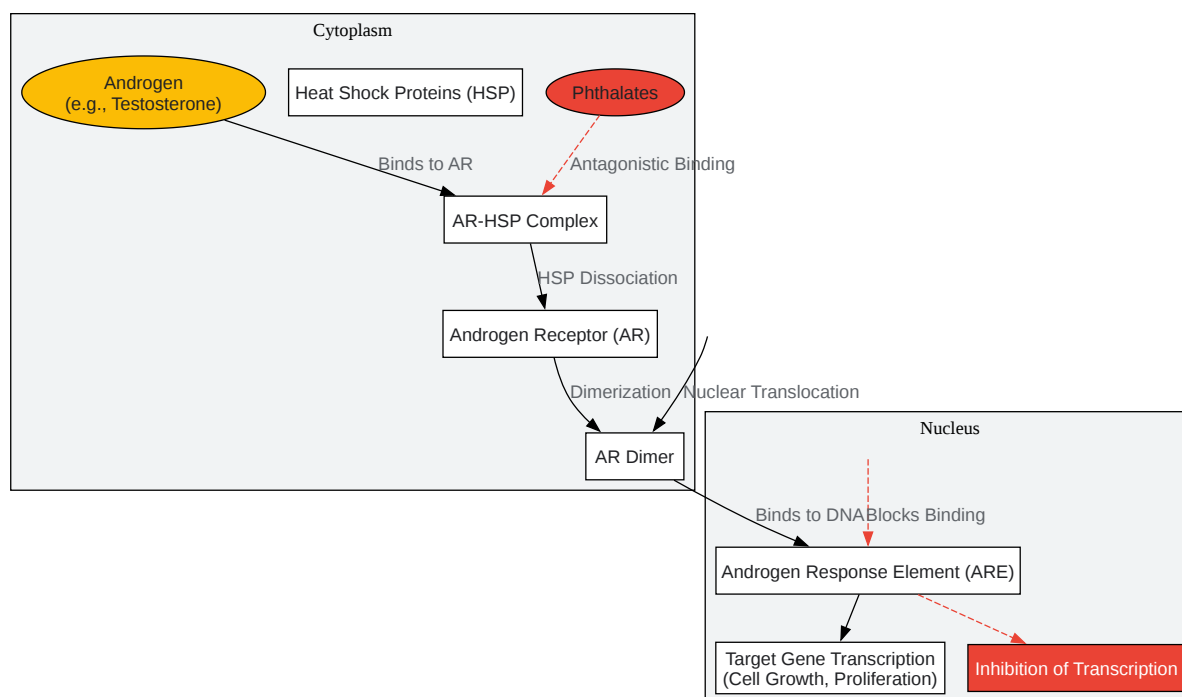 Cytoplasm
Androgen
(e.g., Testosterone)
Heat Shock Proteins (HSP)
Phthalates
Binds to AR
Antagonistic Binding
AR-HSP Complex
HSP Dissociation
Androgen Receptor (AR)
Dimerization
Nuclear Translocation
AR Dimer
Nucleus
Binds to DNA
Blocks Binding
Androgen Response Element (ARE)
Target Gene Transcription
(Cell Growth, Proliferation)
Inhibition of Transcription